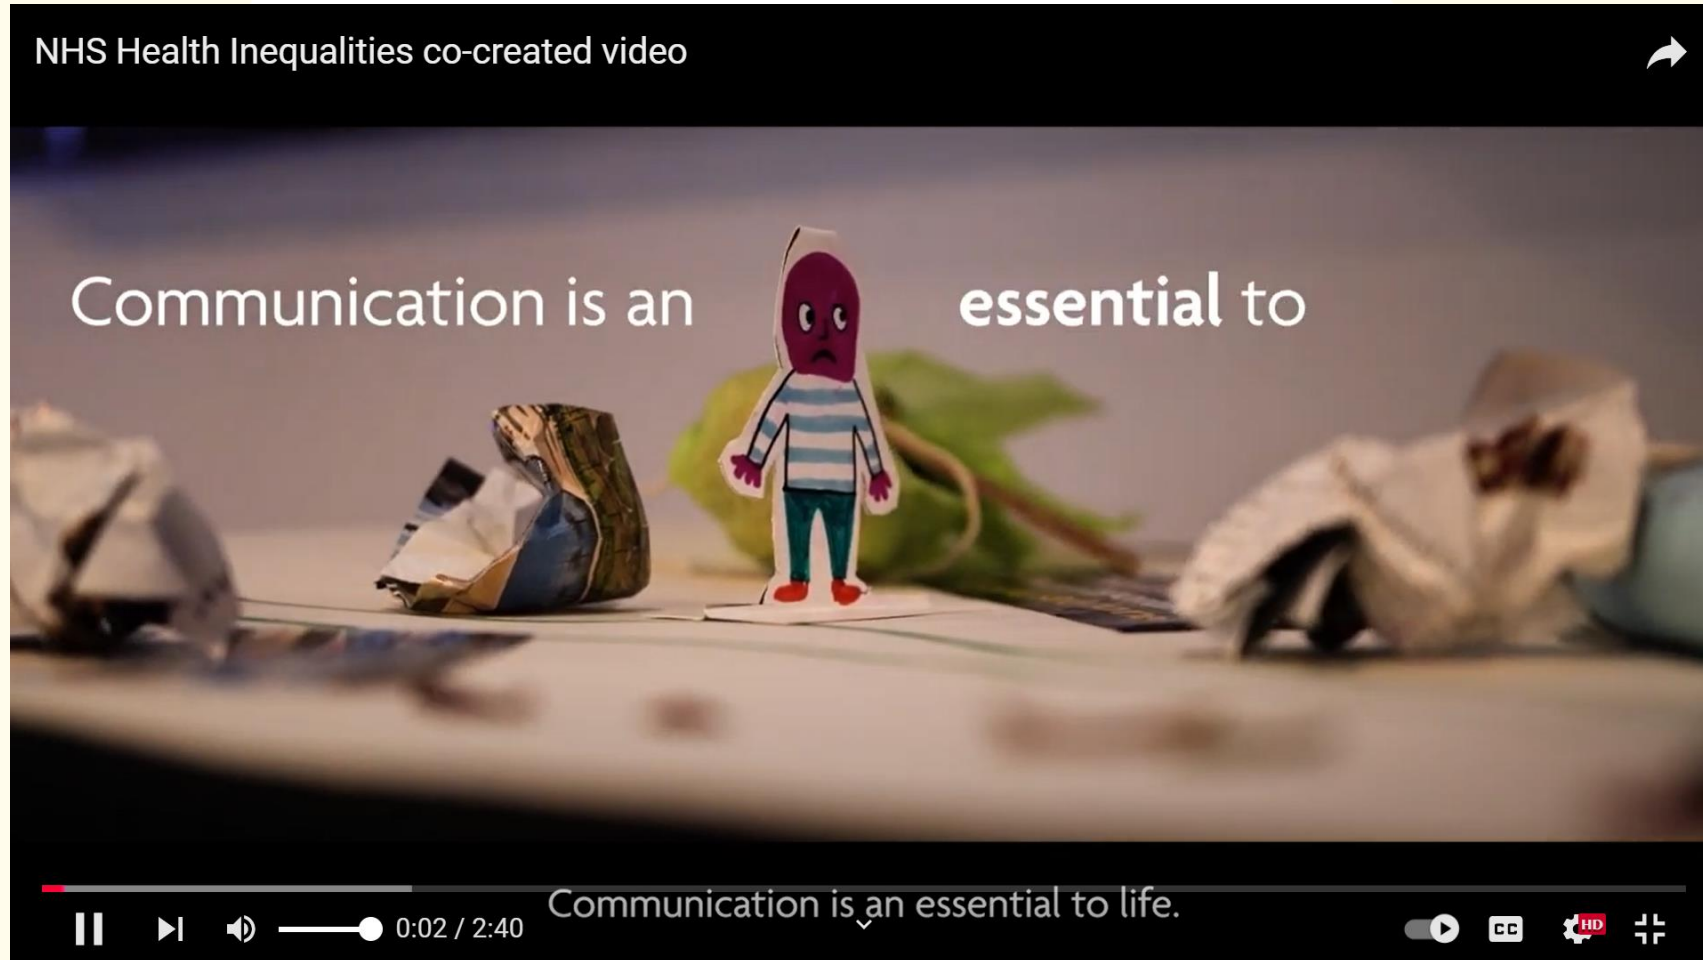 NHS Health Inequalities co-created video
Communication is an essential to
Communication is an essential to life.
0:02 / 2:40
CC
HD